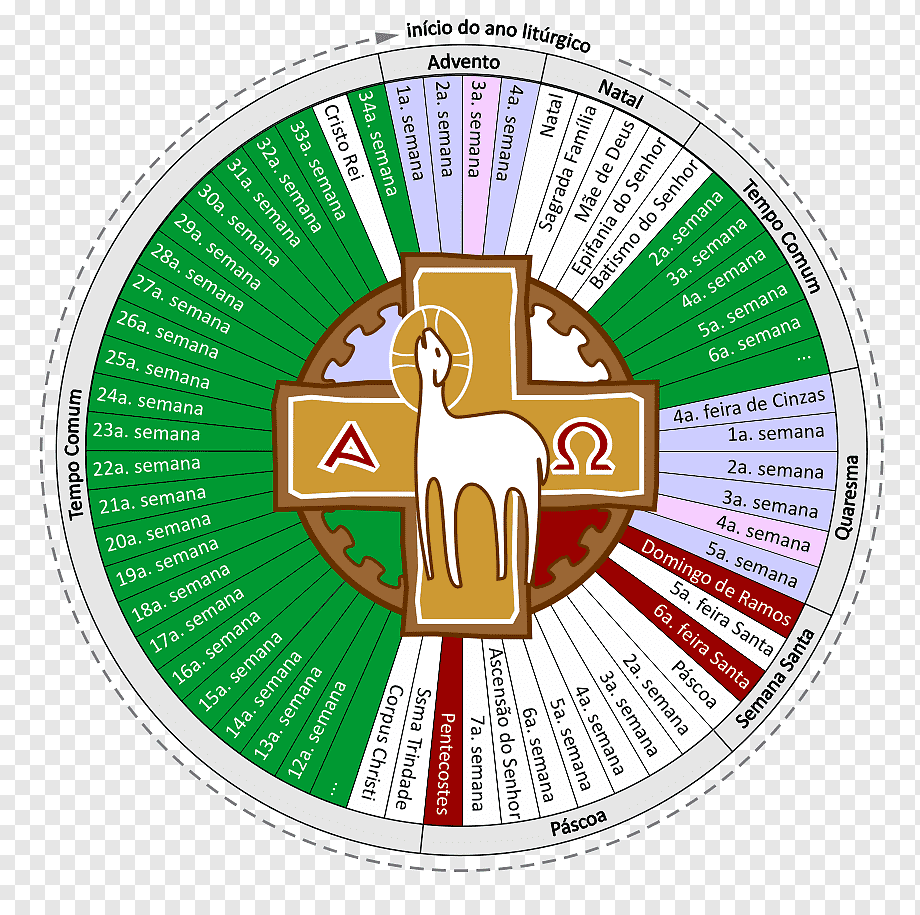 início do ano litúrgico
Advento
1a. semana
2a. semana
3a. semana
4a. semana
Natal
Natal
Sagrada Família
Mãe de Deus
Epifania do Senhor
Batismo do Senhor
Tempo Comum
2a. semana
3a. semana
4a. semana
5a. semana
6a. semana
...
Quaresma
4a. feira de Cinzas
1a. semana
2a. semana
3a. semana
4a. semana
5a. semana
Semana Santa
Domingo de Ramos
5a. feira Santa
6a. feira Santa
Páscoa
Páscoa
2a. semana
3a. semana
4a. semana
5a. semana
6a. semana
Ascensão do Senhor
7a. semana
Pentecostes
Tempo Comum
Ssma Trindade
Corpus Christi
...
12a. semana
13a. semana
14a. semana
15a. semana
16a. semana
17a. semana
18a. semana
19a. semana
20a. semana
21a. semana
22a. semana
23a. semana
24a. semana
25a. semana
26a. semana
27a. semana
28a. semana
29a. semana
30a. semana
31a. semana
32a. semana
33a. semana
Cristo Rei
34a. semana
Α Ω